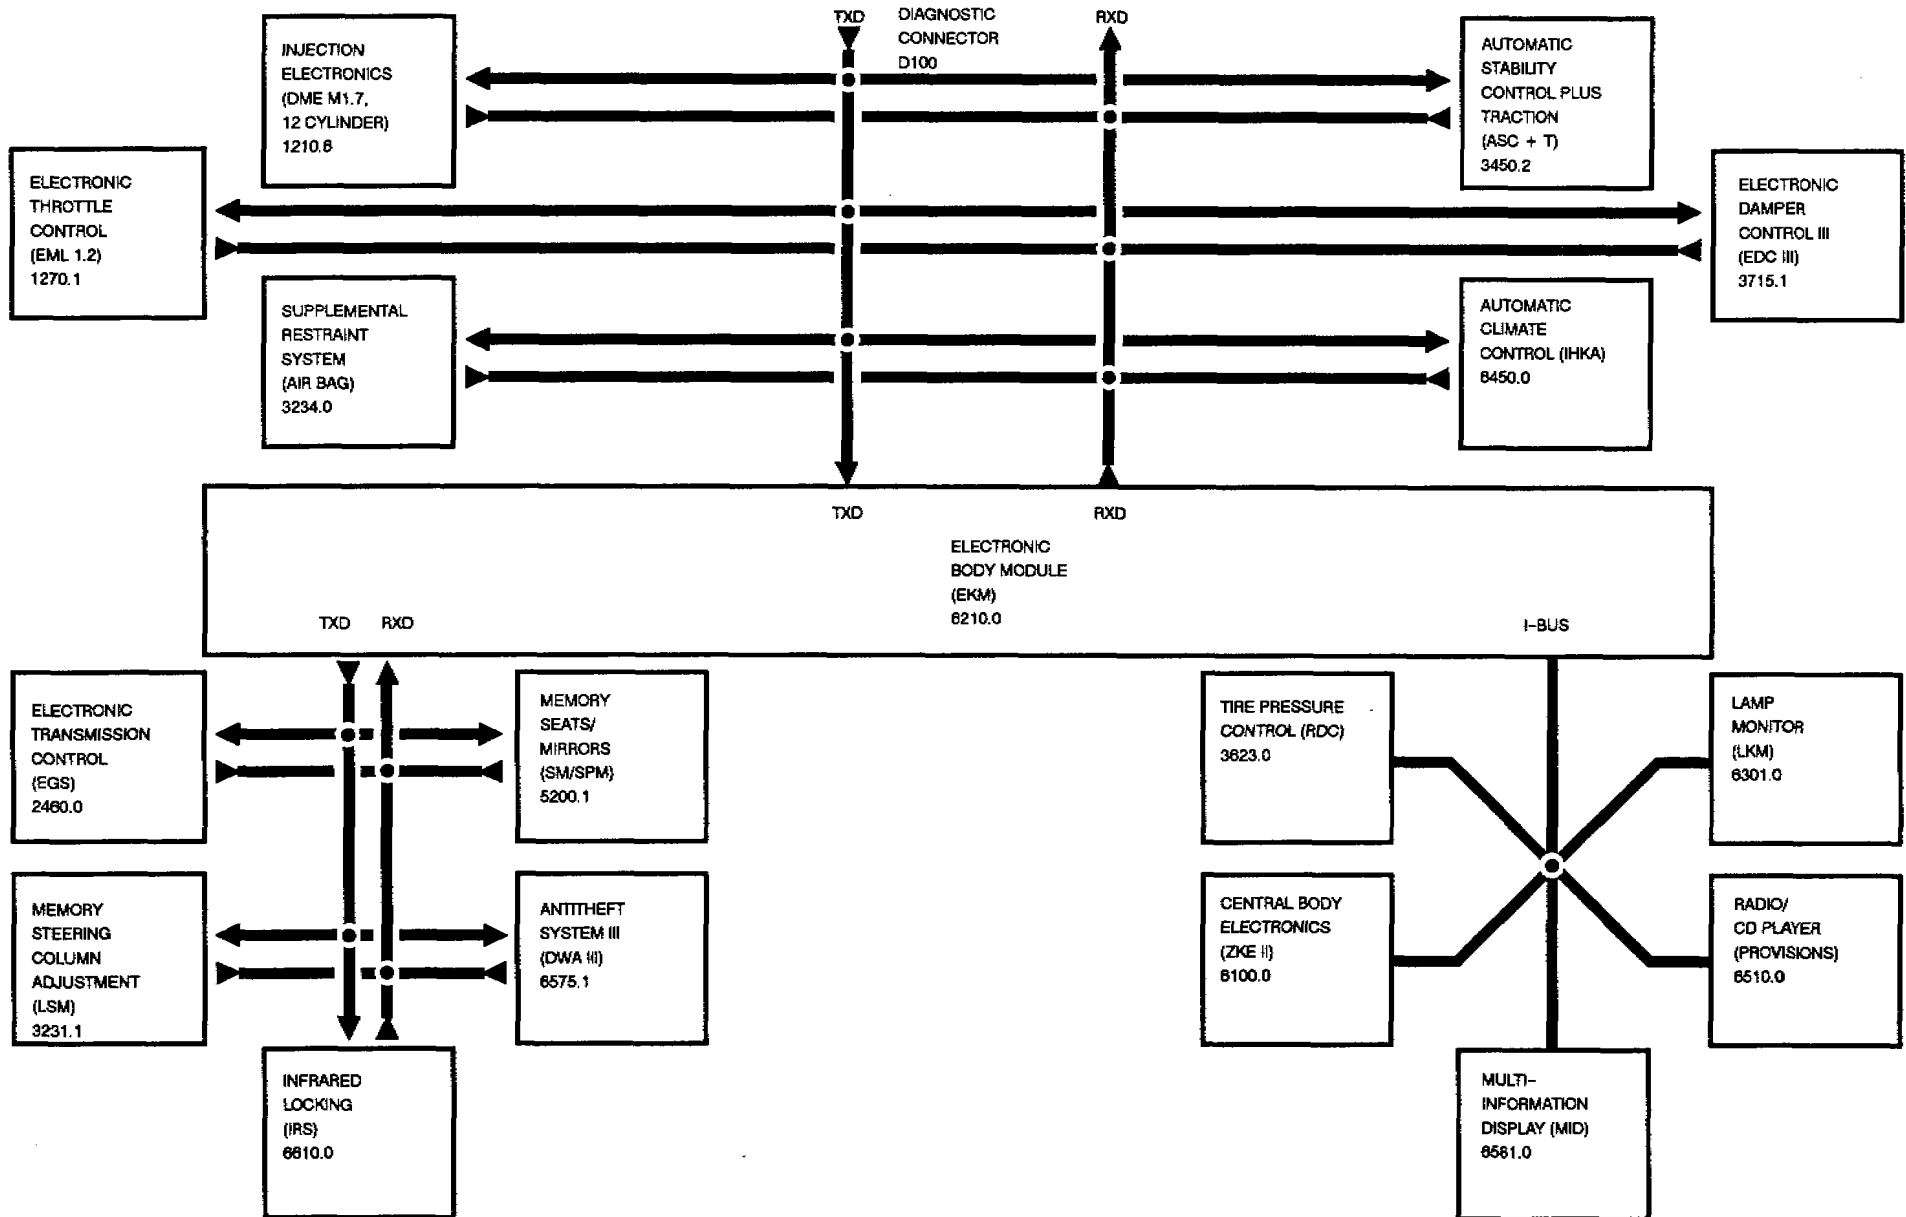 TXD
DIAGNOSTIC
CONNECTOR
D100
RXD
INJECTION
ELECTRONICS
(DME M1.7,
12 CYLINDER)
1210.6
AUTOMATIC
STABILITY
CONTROL PLUS
TRACTION
(ASC + T)
3450.2
ELECTRONIC
THROTTLE
CONTROL
(EML 1.2)
1270.1
ELECTRONIC
DAMPER
CONTROL III
(EDC III)
3715.1
SUPPLEMENTAL
RESTRAINT
SYSTEM
(AIR BAG)
3234.0
AUTOMATIC
CLIMATE
CONTROL (IHKA)
6450.0
TXD
RXD
ELECTRONIC
BODY MODULE
(EKM)
6210.0
TXD
RXD
I-BUS
ELECTRONIC
TRANSMISSION
CONTROL
(EGS)
2460.0
MEMORY
SEATS/
MIRRORS
(SM/SPM)
5200.1
TIRE PRESSURE
CONTROL (RDC)
3623.0
LAMP
MONITOR
(LKM)
6301.0
MEMORY
STEERING
COLUMN
ADJUSTMENT
(LSM)
3231.1
ANTITHEFT
SYSTEM III
(DWA III)
6575.1
CENTRAL BODY
ELECTRONICS
(ZKE II)
6100.0
RADIO/
CD PLAYER
(PROVISIONS)
6510.0
INFRARED
LOCKING
(IRS)
6610.0
MULTI-
INFORMATION
DISPLAY (MID)
6581.0